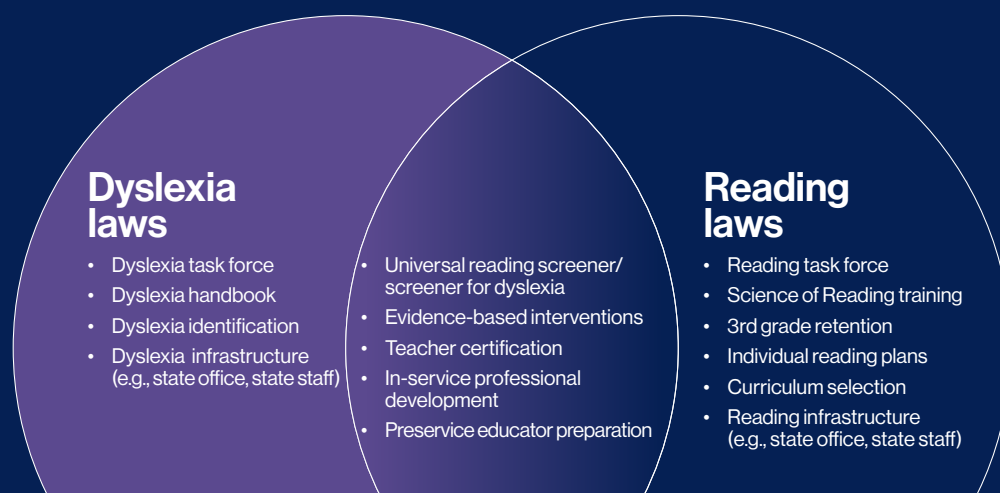 Dyslexia
laws
• Dyslexia task force
• Dyslexia handbook
• Dyslexia identification
• Dyslexia infrastructure
(e.g., state office, state staff)
• Universal reading screener/
screener for dyslexia
• Evidence-based interventions
• Teacher certification
• In-service professional
development
• Preservice educator preparation
Reading
laws
• Reading task force
• Science of Reading training
• 3rd grade retention
• Individual reading plans
• Curriculum selection
• Reading infrastructure
(e.g., state office, state staff)